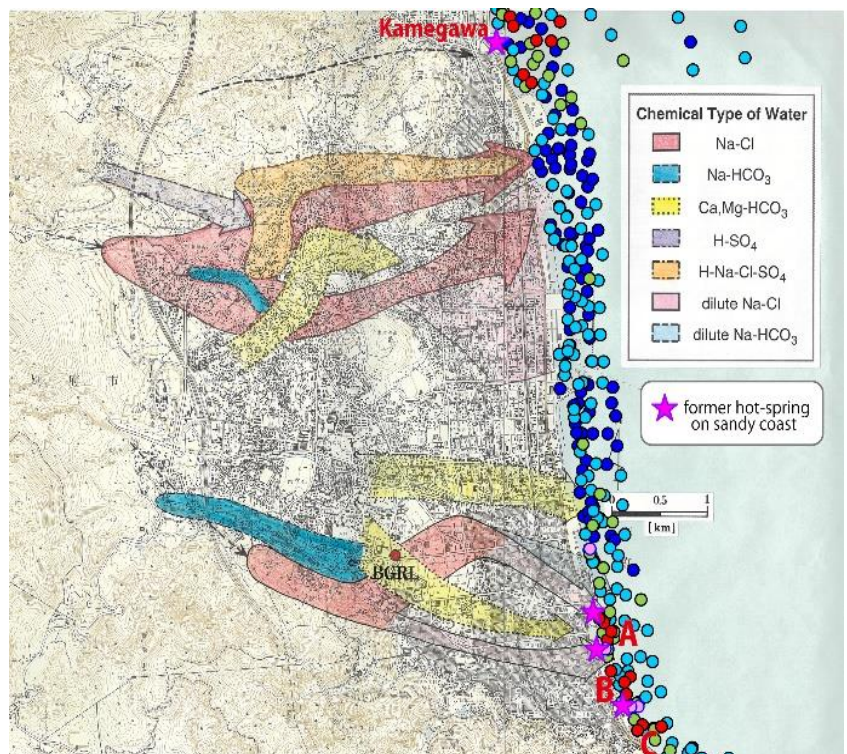 Kamegawa
Chemical Type of Water
Na-Cl
Na-HCO₃
Ca,Mg-HCO₃
H-SO₄
H-Na-Cl-SO₄
dilute Na-Cl
dilute Na-HCO₃
former hot-spring
on sandy coast
0 0.5 1
[km]
BGRL
A
B
C